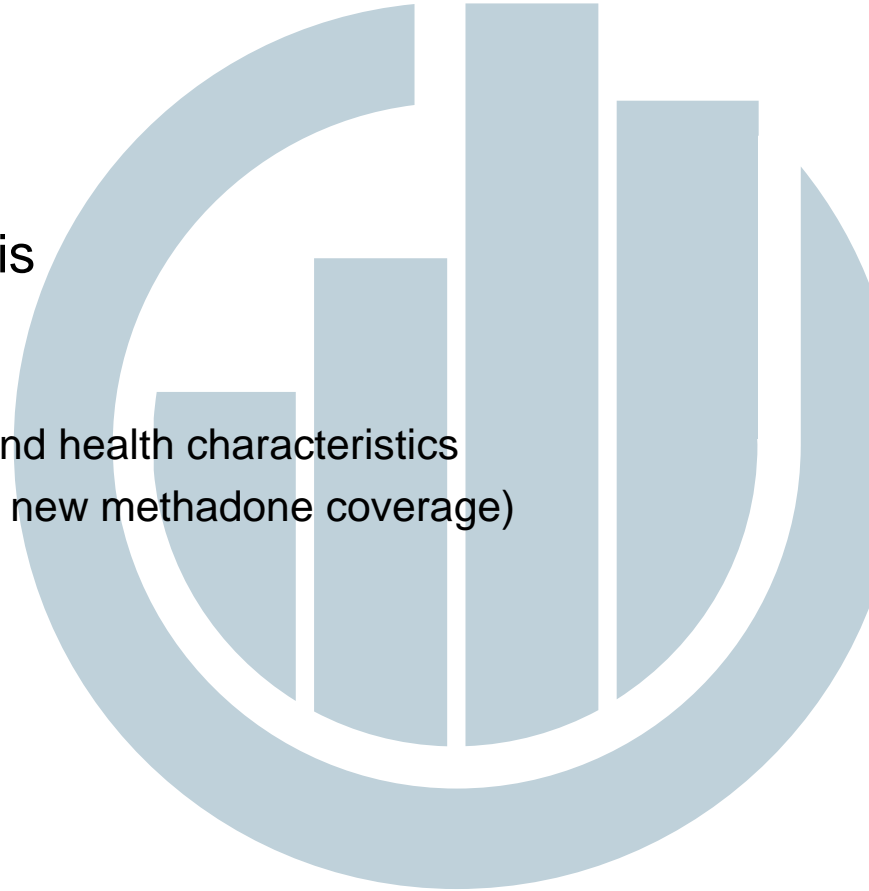 is
nd health characteristics
new methadone coverage)